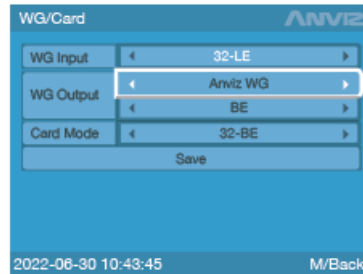 WG/Card ANVIZ
WG Input 32-LE
WG Output Anviz WG
BE
Card Mode 32-BE
Save
2022-06-30 10:43:45 M/Back